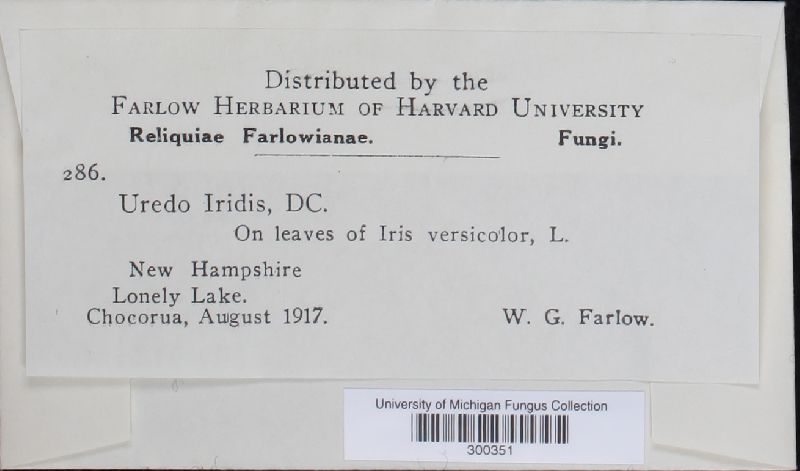 Distributed by the
Farlow Herbarium of Harvard University
Reliquiae Farlowianae. Fungi.
286.
Uredo Iridis, DC.
On leaves of Iris versicolor, L.
New Hampshire
Lonely Lake.
Chocorua, August 1917. W. G. Farlow.
University of Michigan Fungus Collection
300351